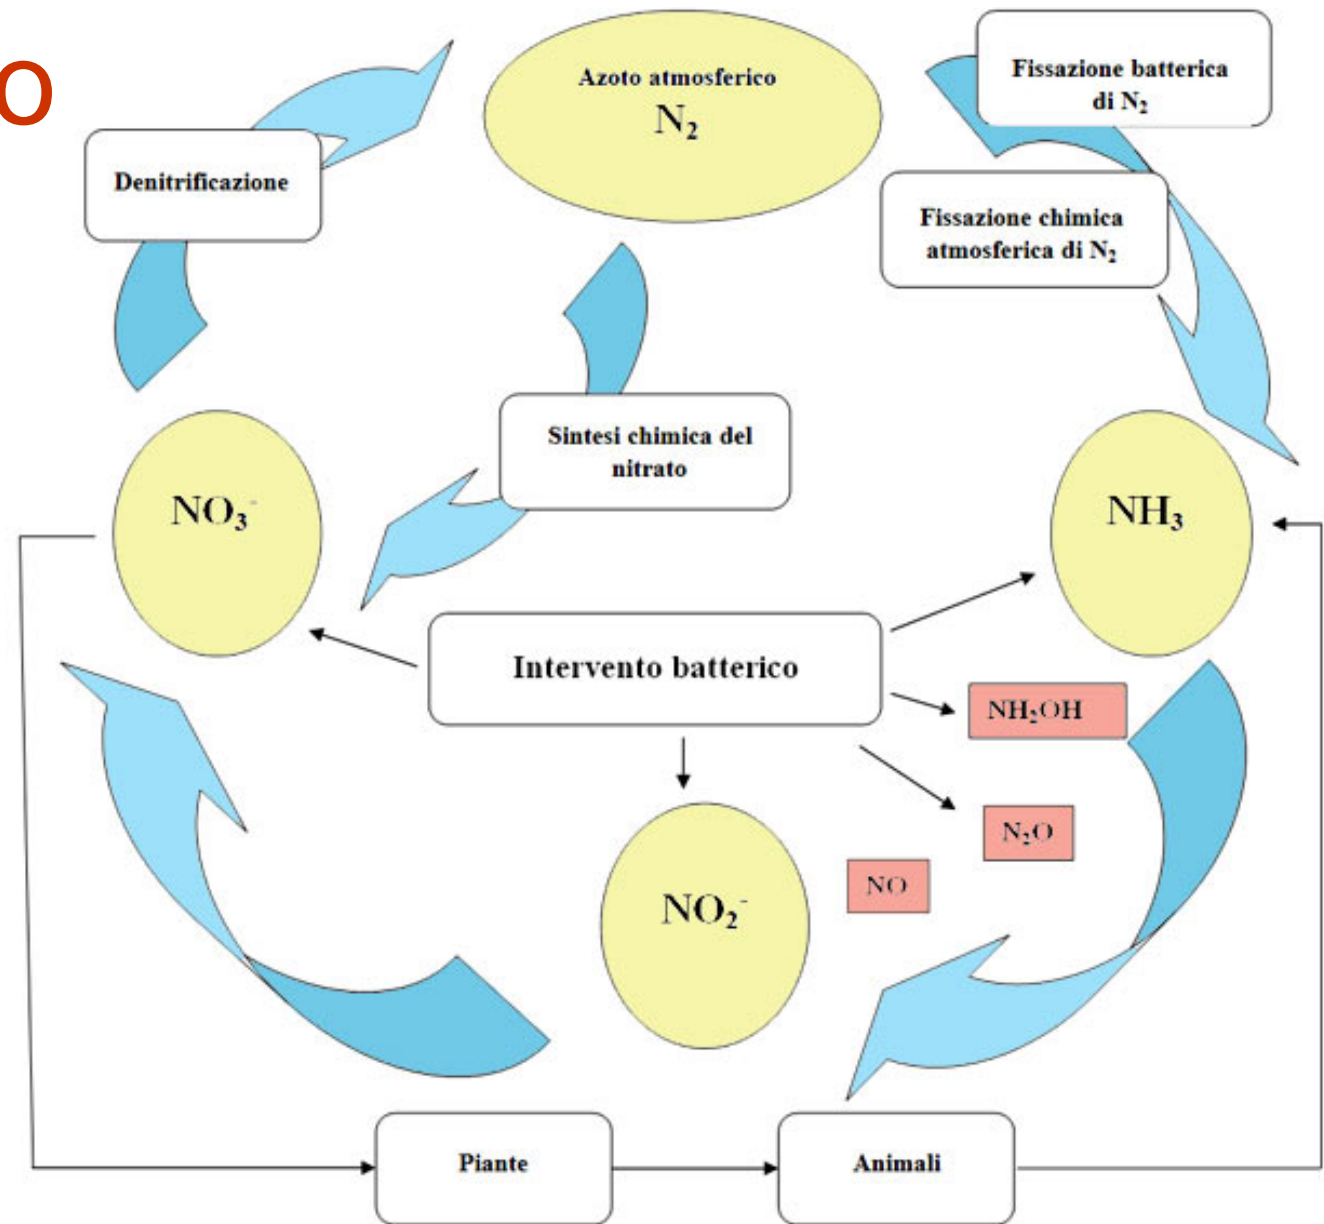 o
Azoto atmosferico
N₂
Fissazione batterica
di N₂
Denitrificazione
Fissazione chimica
atmosferica di N₂
Sintesi chimica del
nitrato
NO₃⁻
NH₃
Intervento batterico
NH₂OH
N₂O
NO
NO₂⁻
Piante
Animali